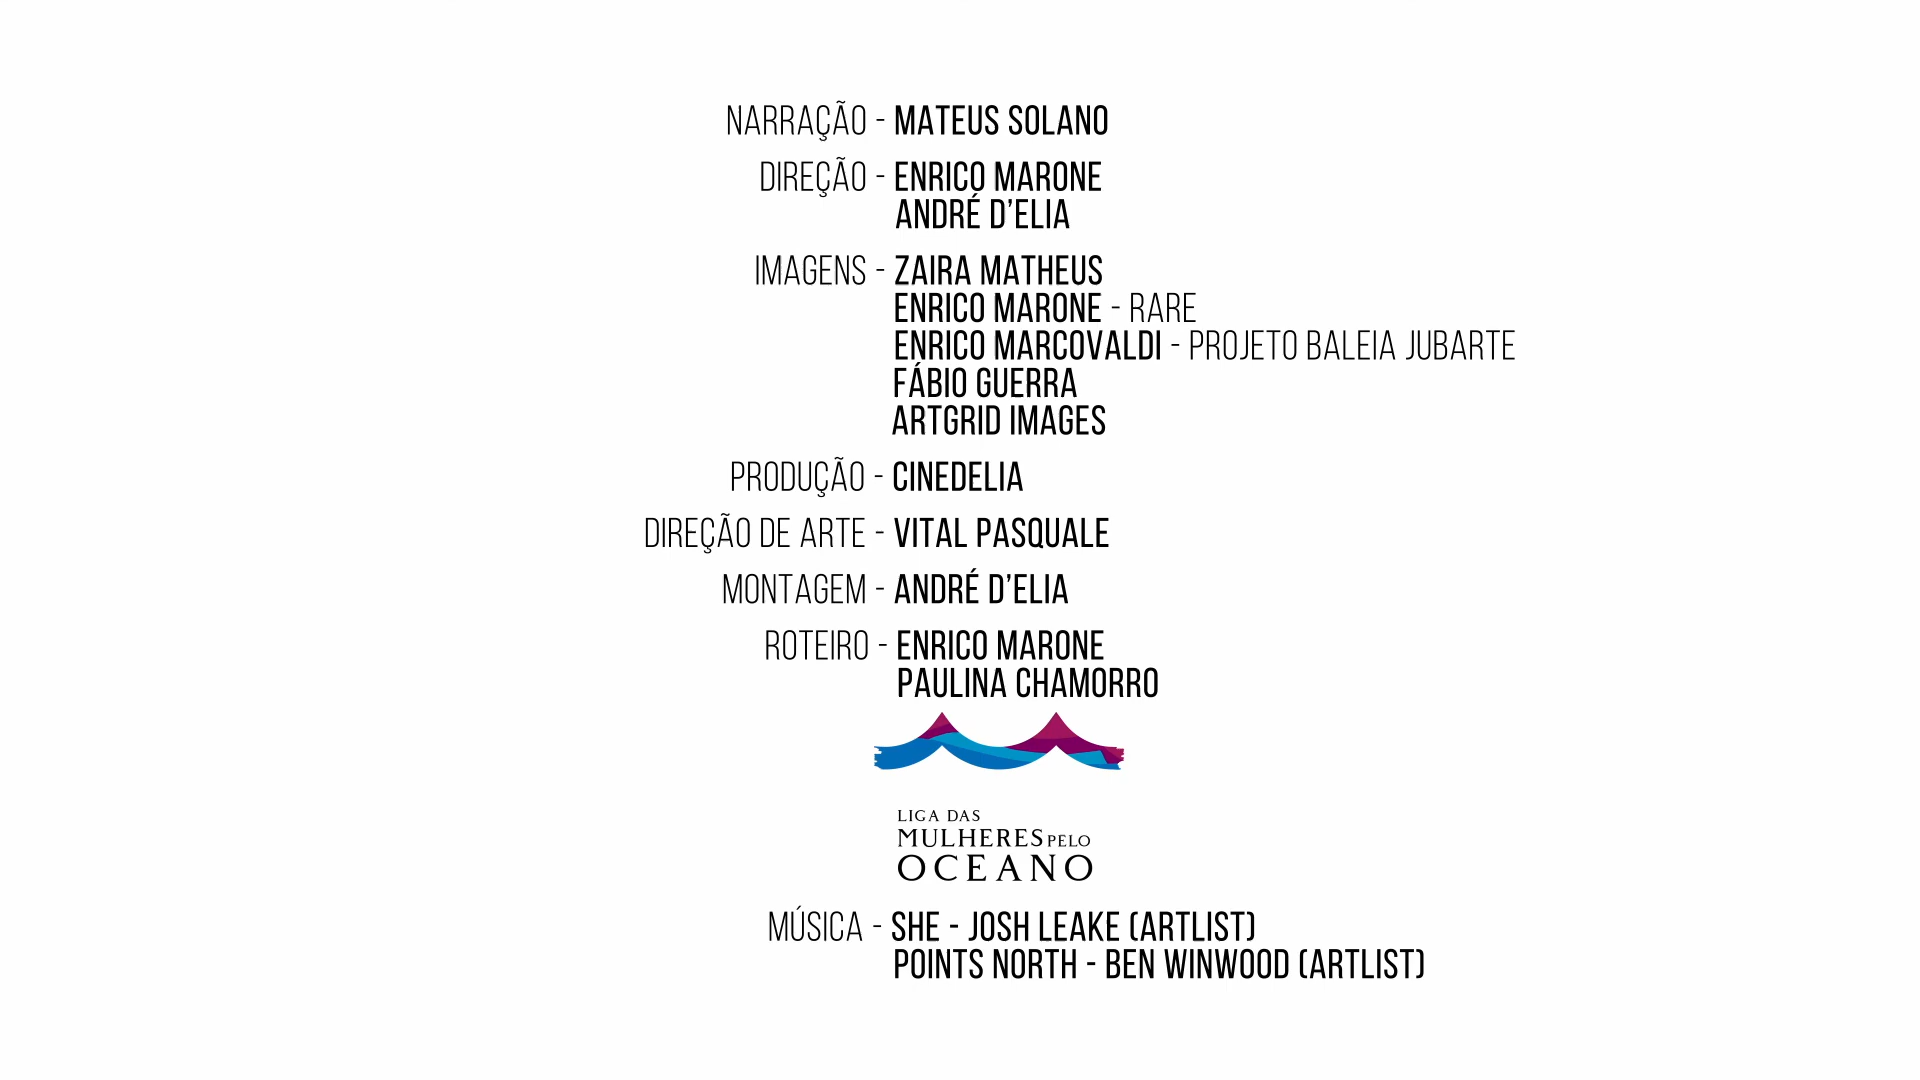 NARRAÇÃO - MATEUS SOLANO
DIREÇÃO - ENRICO MARONE
ANDRÉ D’ELIA
IMAGENS - ZAIRA MATHEUS
ENRICO MARONE - RARE
ENRICO MARCOVALDI - PROJETO BALEIA JUBARTE
FÁBIO GUERRA
ARTGRID IMAGES
PRODUÇÃO - CINEDELIA
DIREÇÃO DE ARTE - VITAL PASQUALE
MONTAGEM - ANDRÉ D’ELIA
ROTEIRO - ENRICO MARONE
PAULINA CHAMORRO
LIGA DAS
MULHERES PELO
OCEANO
MÚSICA - SHE - JOSH LEAKE (ARTLIST)
POINTS NORTH - BEN WINWOOD (ARTLIST)